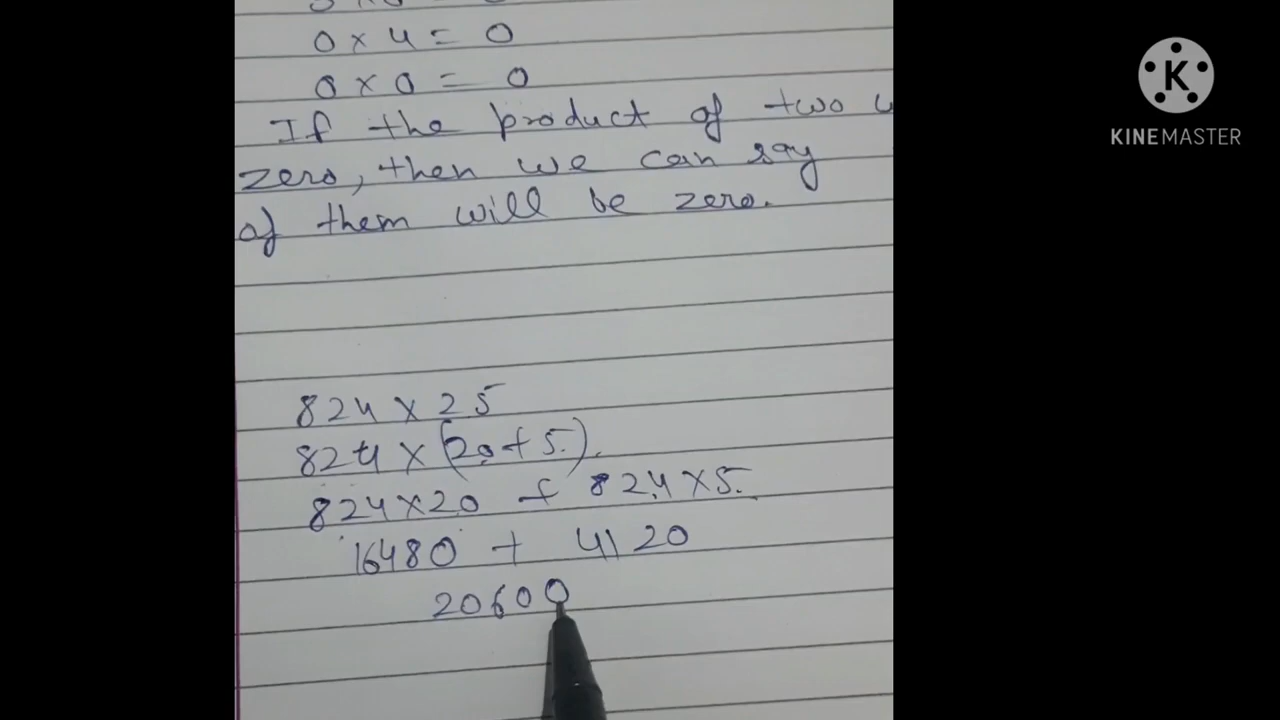 0 × 4 = 0
0 × 0 = 0
If the product of two
zero, then we can say
of them will be zero.
824 × 25
824 × (20 + 5).
824 × 20 + 824 × 5
16480 + 4120
20600
K
KINEMASTER